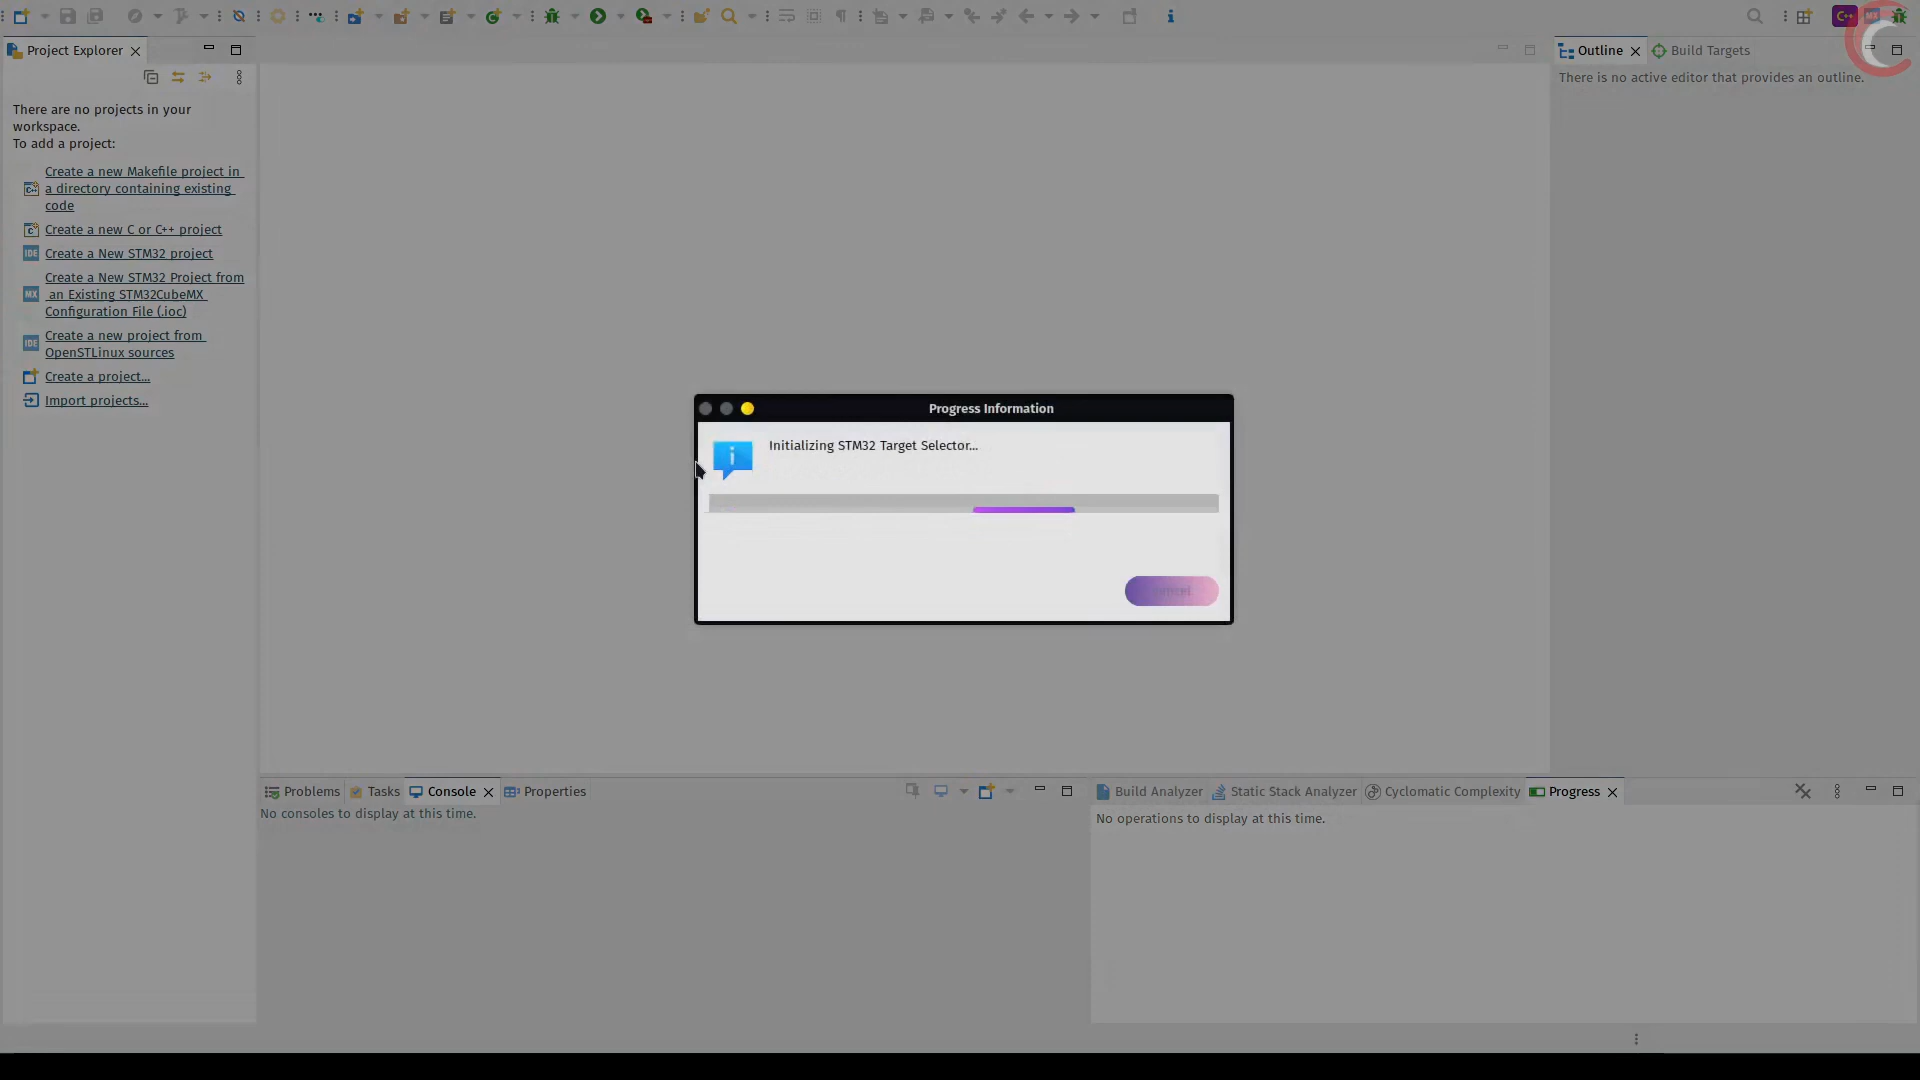 Project Explorer
There are no projects in your
workspace.
To add a project:
Create a new Makefile project in
a directory containing existing
code
Create a new C or C++ project
IDE Create a New STM32 project
Create a New STM32 Project from
MX an Existing STM32CubeMX
Configuration File (.ioc)
IDE Create a new project from
OpenSTLinux sources
Create a project...
Import projects...
Outline Build Targets
There is no active editor that provides an outline.
Progress Information
Initializing STM32 Target Selector...
Problems Tasks Console Properties
No consoles to display at this time.
Build Analyzer Static Stack Analyzer Cyclomatic Complexity Progress
No operations to display at this time.